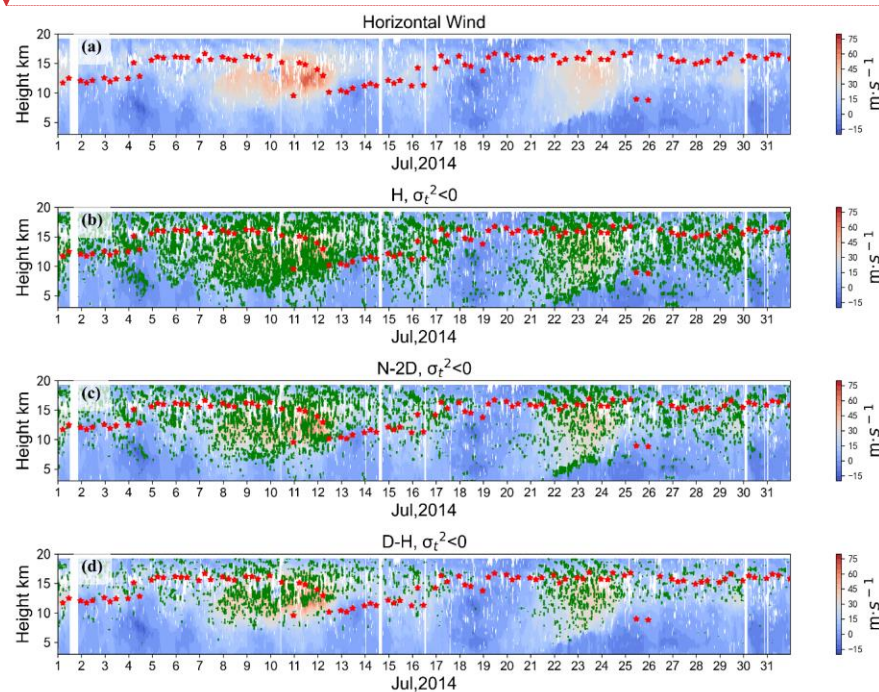 Horizontal Wind
(a)
Height km
20
15
10
5
1 2 3 4 5 6 7 8 9 10 11 12 13 14 15 16 17 18 19 20 21 22 23 24 25 26 27 28 29 30 31
Jul,2014
75
60
45
30
15
0
−15
m·s⁻¹
H, σt²<0
(b)
Height km
20
15
10
5
1 2 3 4 5 6 7 8 9 10 11 12 13 14 15 16 17 18 19 20 21 22 23 24 25 26 27 28 29 30 31
Jul,2014
75
60
45
30
15
0
−15
m·s⁻¹
N-2D, σt²<0
(c)
Height km
20
15
10
5
1 2 3 4 5 6 7 8 9 10 11 12 13 14 15 16 17 18 19 20 21 22 23 24 25 26 27 28 29 30 31
Jul,2014
75
60
45
30
15
0
−15
m·s⁻¹
D-H, σt²<0
(d)
Height km
20
15
10
5
1 2 3 4 5 6 7 8 9 10 11 12 13 14 15 16 17 18 19 20 21 22 23 24 25 26 27 28 29 30 31
Jul,2014
75
60
45
30
15
0
−15
m·s⁻¹